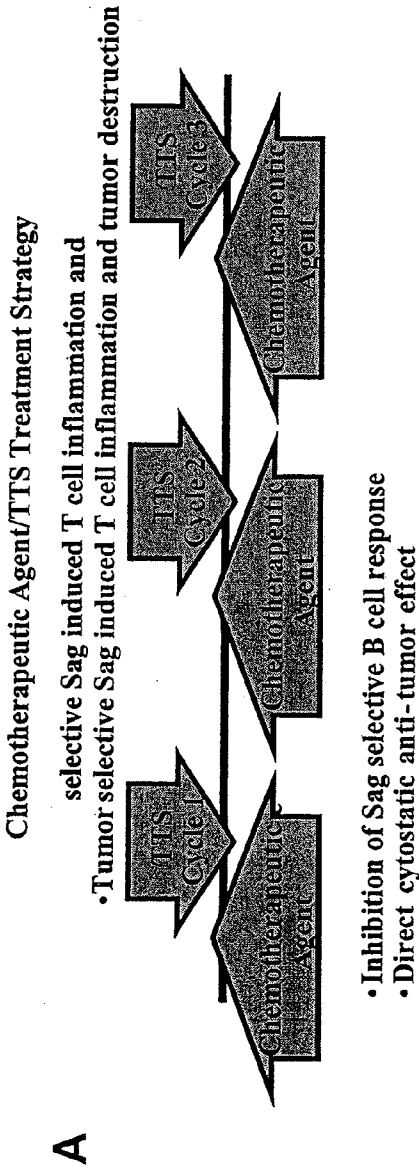 A
Chemotherapeutic Agent/TTS Treatment Strategy
selective Sag induced T cell inflammation and
•Tumor selective Sag induced T cell inflammation and tumor destruction
TTS
Cycle 1
TTS
Cycle 2
TTS
Cycle 3
Chemotherapeutic
Agent
Chemotherapeutic
Agent
Chemotherapeutic
Agent
• Inhibition of Sag selective B cell response
• Direct cytostatic anti-tumor effect